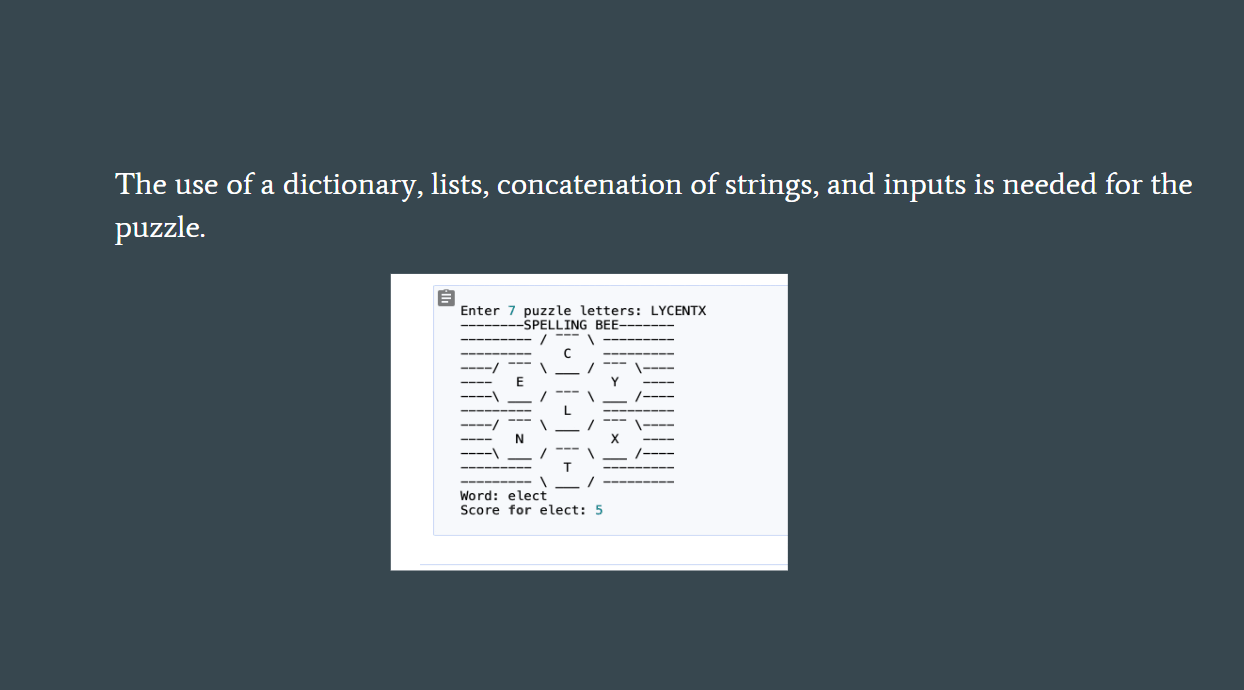 The use of a dictionary, lists, concatenation of strings, and inputs is needed for the
puzzle.
Enter 7 puzzle letters: LYCENTX
--------SPELLING BEE-------
--------- / ‾‾‾ \ ---------
---------    C    ---------
----/ ‾‾‾ \ ___ / ‾‾‾ \----
----   E           Y   ----
----\ ___ / ‾‾‾ \ ___ /----
---------    L    ---------
----/ ‾‾‾ \ ___ / ‾‾‾ \----
----   N           X   ----
----\ ___ / ‾‾‾ \ ___ /----
---------    T    ---------
--------- \ ___ / ---------
Word: elect
Score for elect: 5